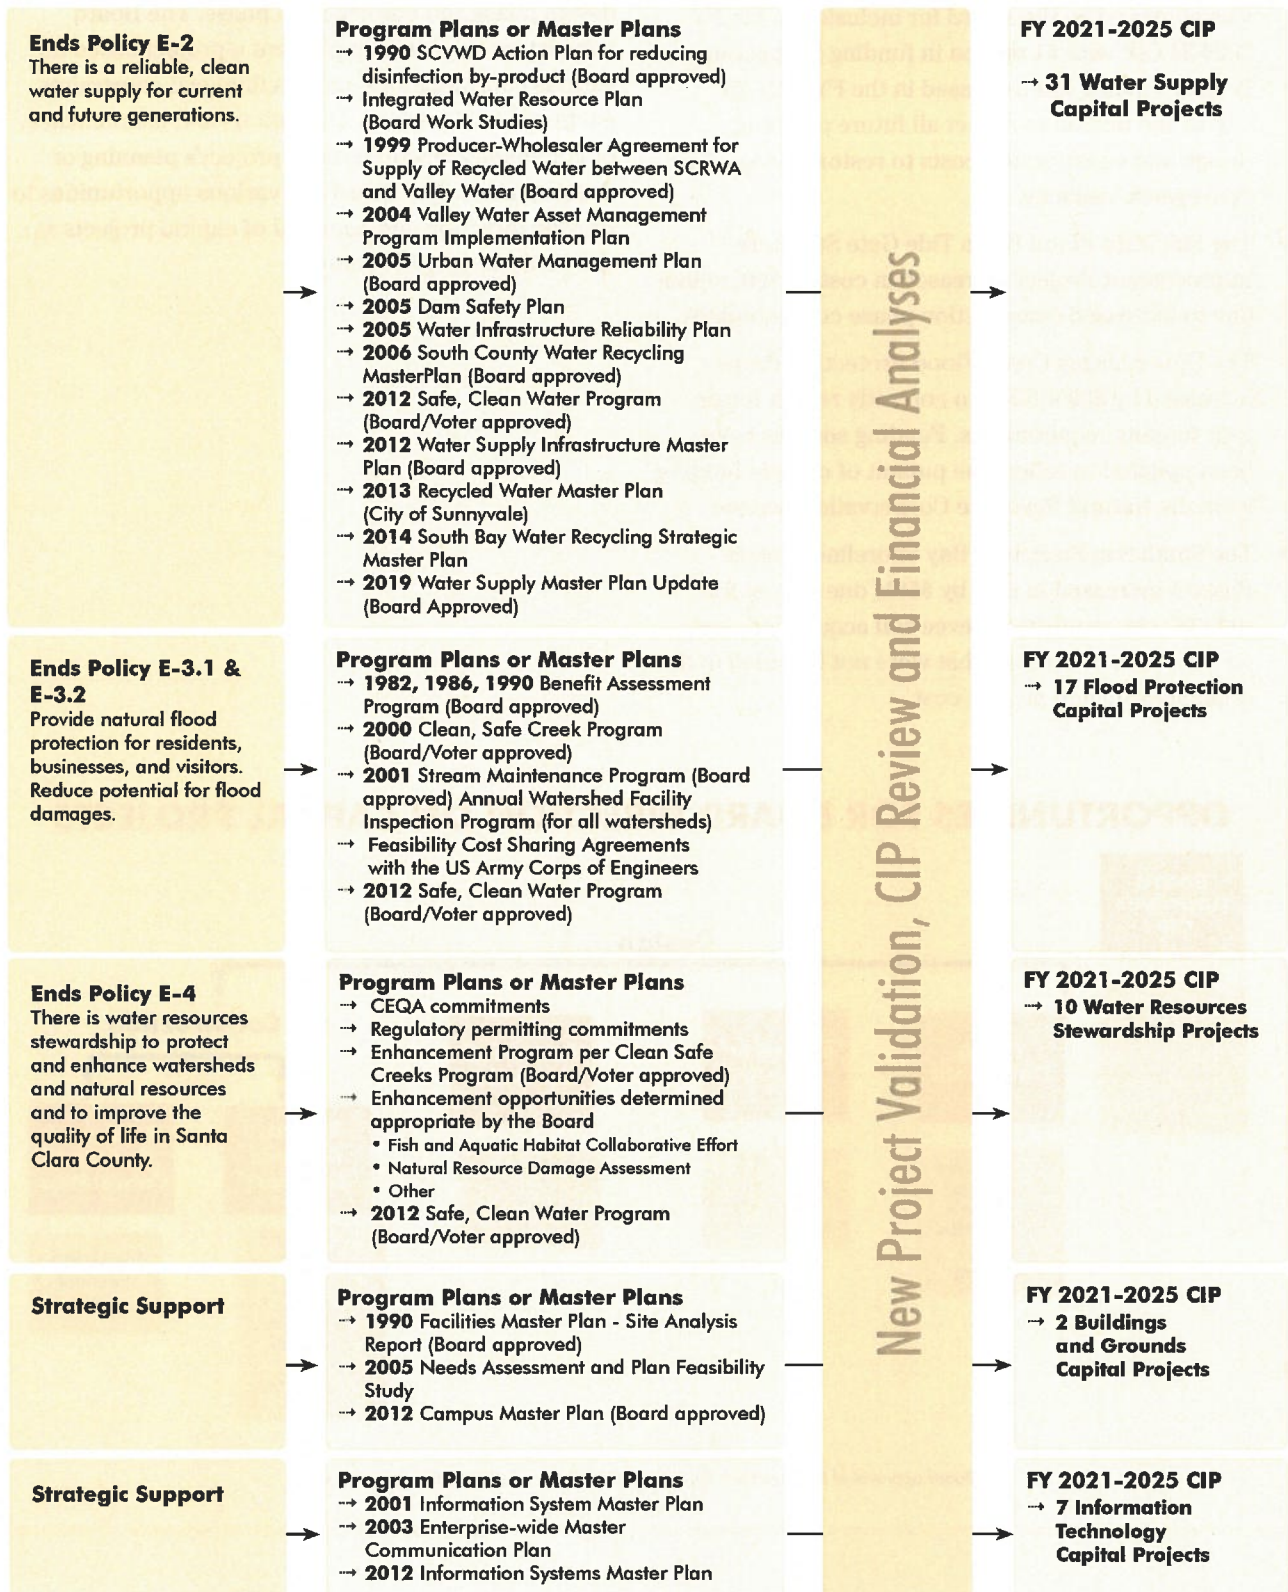 Ends Policy E-2
There is a reliable, clean
water supply for current
and future generations.
Program Plans or Master Plans
⇢ 1990 SCVWD Action Plan for reducing
disinfection by-product (Board approved)
⇢ Integrated Water Resource Plan
(Board Work Studies)
⇢ 1999 Producer-Wholesaler Agreement for
Supply of Recycled Water between SCRWA
and Valley Water (Board approved)
⇢ 2004 Valley Water Asset Management
Program Implementation Plan
⇢ 2005 Urban Water Management Plan
(Board approved)
⇢ 2005 Dam Safety Plan
⇢ 2005 Water Infrastructure Reliability Plan
⇢ 2006 South County Water Recycling
MasterPlan (Board approved)
⇢ 2012 Safe, Clean Water Program
(Board/Voter approved)
⇢ 2012 Water Supply Infrastructure Master
Plan (Board approved)
⇢ 2013 Recycled Water Master Plan
(City of Sunnyvale)
⇢ 2014 South Bay Water Recycling Strategic
Master Plan
⇢ 2019 Water Supply Master Plan Update
(Board Approved)
FY 2021-2025 CIP
⇢ 31 Water Supply
Capital Projects
New Project Validation, CIP Review and Financial Analyses
Ends Policy E-3.1 &
E-3.2
Provide natural flood
protection for residents,
businesses, and visitors.
Reduce potential for flood
damages.
Program Plans or Master Plans
⇢ 1982, 1986, 1990 Benefit Assessment
Program (Board approved)
⇢ 2000 Clean, Safe Creek Program
(Board/Voter approved)
⇢ 2001 Stream Maintenance Program (Board
approved) Annual Watershed Facility
Inspection Program (for all watersheds)
⇢ Feasibility Cost Sharing Agreements
with the US Army Corps of Engineers
⇢ 2012 Safe, Clean Water Program
(Board/Voter approved)
FY 2021-2025 CIP
⇢ 17 Flood Protection
Capital Projects
Ends Policy E-4
There is water resources
stewardship to protect
and enhance watersheds
and natural resources
and to improve the
quality of life in Santa
Clara County.
Program Plans or Master Plans
⇢ CEQA commitments
⇢ Regulatory permitting commitments
⇢ Enhancement Program per Clean Safe
Creeks Program (Board/Voter approved)
⇢ Enhancement opportunities determined
appropriate by the Board
• Fish and Aquatic Habitat Collaborative Effort
• Natural Resource Damage Assessment
• Other
⇢ 2012 Safe, Clean Water Program
(Board/Voter approved)
FY 2021-2025 CIP
⇢ 10 Water Resources
Stewardship Projects
Strategic Support
Program Plans or Master Plans
⇢ 1990 Facilities Master Plan - Site Analysis
Report (Board approved)
⇢ 2005 Needs Assessment and Plan Feasibility
Study
⇢ 2012 Campus Master Plan (Board approved)
FY 2021-2025 CIP
⇢ 2 Buildings
and Grounds
Capital Projects
Strategic Support
Program Plans or Master Plans
⇢ 2001 Information System Master Plan
⇢ 2003 Enterprise-wide Master
Communication Plan
⇢ 2012 Information Systems Master Plan
FY 2021-2025 CIP
⇢ 7 Information
Technology
Capital Projects